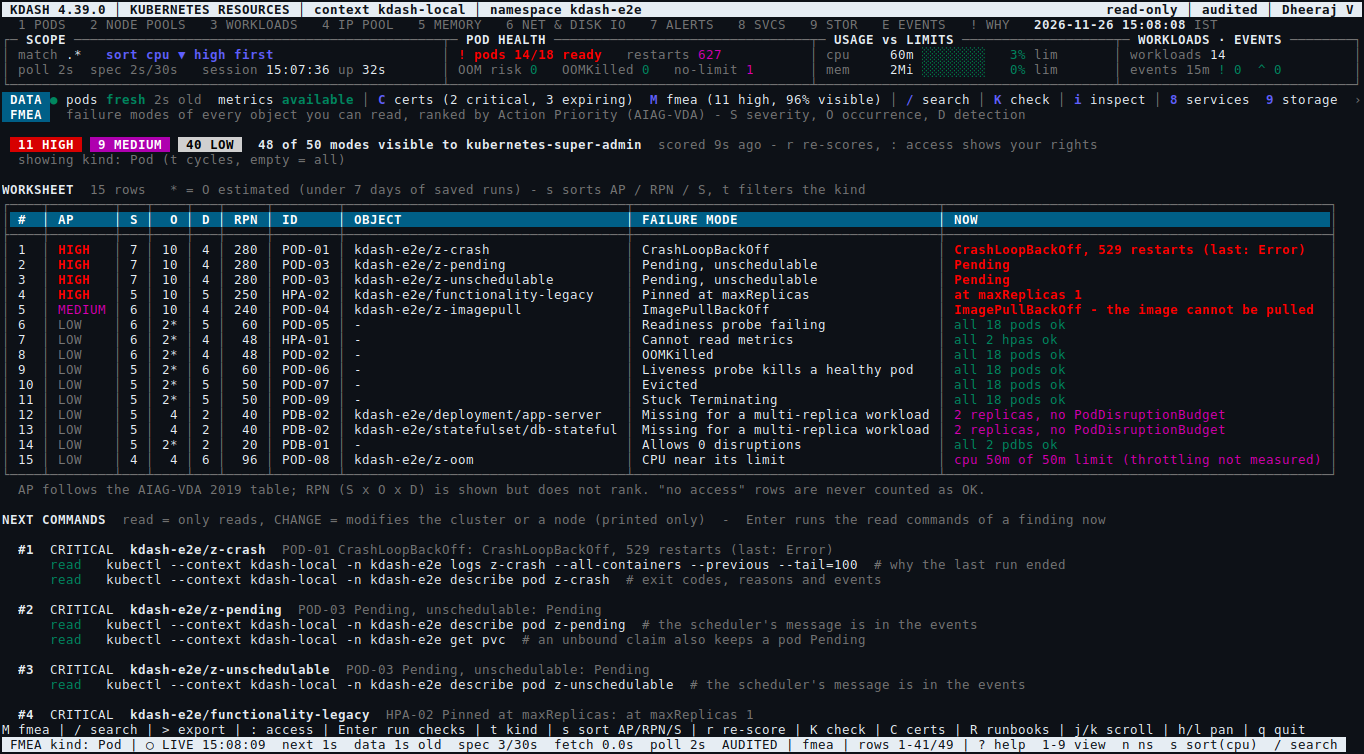 KDASH 4.39.0 │ KUBERNETES RESOURCES │ context kdash-local │ namespace kdash-e2e read-only │ audited │ Dheeraj V
1 PODS 2 NODE POOLS 3 WORKLOADS 4 IP POOL 5 MEMORY 6 NET & DISK IO 7 ALERTS 8 SVCS 9 STOR E EVENTS ! WHY 2026-11-26 15:08:08 IST
SCOPE POD HEALTH USAGE vs LIMITS WORKLOADS · EVENTS
match .* sort cpu ▼ high first ! pods 14/18 ready restarts 627 cpu 60m 3% lim workloads 14
poll 2s spec 2s/30s session 15:07:36 up 32s OOM risk 0 OOMKilled 0 no-limit 1 mem 2Mi 0% lim events 15m ! 0 ^ 0
DATA ● pods fresh 2s old metrics available │ C certs (2 critical, 3 expiring) M fmea (11 high, 96% visible) │ / search │ K check │ i inspect │ 8 services 9 storage ›
FMEA failure modes of every object you can read, ranked by Action Priority (AIAG-VDA) - S severity, O occurrence, D detection
11 HIGH 9 MEDIUM 40 LOW 48 of 50 modes visible to kubernetes-super-admin scored 9s ago - r re-scores, : access shows your rights
showing kind: Pod (t cycles, empty = all)
WORKSHEET 15 rows * = O estimated (under 7 days of saved runs) - s sorts AP / RPN / S, t filters the kind
# │ AP │ S │ O │ D │ RPN │ ID │ OBJECT │ FAILURE MODE │ NOW
1 │ HIGH │ 7 │ 10 │ 4 │ 280 │ POD-01 │ kdash-e2e/z-crash │ CrashLoopBackOff │ CrashLoopBackOff, 529 restarts (last: Error)
2 │ HIGH │ 7 │ 10 │ 4 │ 280 │ POD-03 │ kdash-e2e/z-pending │ Pending, unschedulable │ Pending
3 │ HIGH │ 7 │ 10 │ 4 │ 280 │ POD-03 │ kdash-e2e/z-unschedulable │ Pending, unschedulable │ Pending
4 │ HIGH │ 5 │ 10 │ 5 │ 250 │ HPA-02 │ kdash-e2e/functionality-legacy │ Pinned at maxReplicas │ at maxReplicas 1
5 │ MEDIUM │ 6 │ 10 │ 4 │ 240 │ POD-04 │ kdash-e2e/z-imagepull │ ImagePullBackOff │ ImagePullBackOff - the image cannot be pulled
6 │ LOW │ 6 │ 2* │ 5 │ 60 │ POD-05 │ - │ Readiness probe failing │ all 18 pods ok
7 │ LOW │ 6 │ 2* │ 4 │ 48 │ HPA-01 │ - │ Cannot read metrics │ all 2 hpas ok
8 │ LOW │ 6 │ 2* │ 4 │ 48 │ POD-02 │ - │ OOMKilled │ all 18 pods ok
9 │ LOW │ 5 │ 2* │ 6 │ 60 │ POD-06 │ - │ Liveness probe kills a healthy pod │ all 18 pods ok
10 │ LOW │ 5 │ 2* │ 5 │ 50 │ POD-07 │ - │ Evicted │ all 18 pods ok
11 │ LOW │ 5 │ 2* │ 5 │ 50 │ POD-09 │ - │ Stuck Terminating │ all 18 pods ok
12 │ LOW │ 5 │ 4 │ 2 │ 40 │ PDB-02 │ kdash-e2e/deployment/app-server │ Missing for a multi-replica workload │ 2 replicas, no PodDisruptionBudget
13 │ LOW │ 5 │ 4 │ 2 │ 40 │ PDB-02 │ kdash-e2e/statefulset/db-stateful │ Missing for a multi-replica workload │ 2 replicas, no PodDisruptionBudget
14 │ LOW │ 5 │ 2* │ 2 │ 20 │ PDB-01 │ - │ Allows 0 disruptions │ all 2 pdbs ok
15 │ LOW │ 4 │ 4 │ 6 │ 96 │ POD-08 │ kdash-e2e/z-oom │ CPU near its limit │ cpu 50m of 50m limit (throttling not measured)
AP follows the AIAG-VDA 2019 table; RPN (S x O x D) is shown but does not rank. "no access" rows are never counted as OK.
NEXT COMMANDS read = only reads, CHANGE = modifies the cluster or a node (printed only) - Enter runs the read commands of a finding now
#1 CRITICAL kdash-e2e/z-crash POD-01 CrashLoopBackOff: CrashLoopBackOff, 529 restarts (last: Error)
read kubectl --context kdash-local -n kdash-e2e logs z-crash --all-containers --previous --tail=100 # why the last run ended
read kubectl --context kdash-local -n kdash-e2e describe pod z-crash # exit codes, reasons and events
#2 CRITICAL kdash-e2e/z-pending POD-03 Pending, unschedulable: Pending
read kubectl --context kdash-local -n kdash-e2e describe pod z-pending # the scheduler's message is in the events
read kubectl --context kdash-local -n kdash-e2e get pvc # an unbound claim also keeps a pod Pending
#3 CRITICAL kdash-e2e/z-unschedulable POD-03 Pending, unschedulable: Pending
read kubectl --context kdash-local -n kdash-e2e describe pod z-unschedulable # the scheduler's message is in the events
#4 CRITICAL kdash-e2e/functionality-legacy HPA-02 Pinned at maxReplicas: at maxReplicas 1
M fmea | / search | > export | : access | Enter run checks | t kind | s sort AP/RPN/S | r re-score | K check | C certs | R runbooks | j/k scroll | h/l pan | q quit
FMEA kind: Pod | ○ LIVE 15:08:09 next 1s data 1s old spec 3/30s fetch 0.0s poll 2s AUDITED | fmea | rows 1-41/49 | ? help 1-9 view n ns s sort(cpu) / search